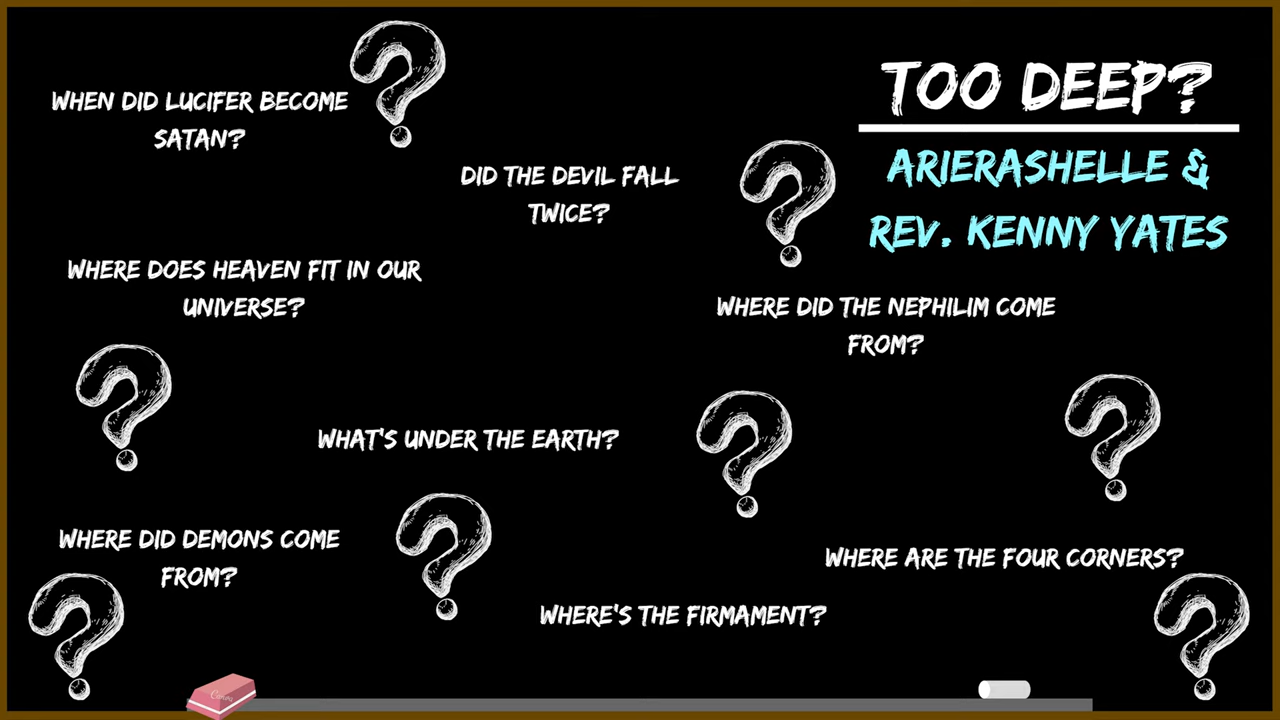 TOO DEEP?
ARIERASHELLE &
REV. KENNY YATES
WHEN DID LUCIFER BECOME
SATAN?
DID THE DEVIL FALL
TWICE?
WHERE DOES HEAVEN FIT IN OUR
UNIVERSE?
WHERE DID THE NEPHILIM COME
FROM?
WHAT'S UNDER THE EARTH?
WHERE DID DEMONS COME
FROM?
WHERE ARE THE FOUR CORNERS?
WHERE'S THE FIRMAMENT?
Canva